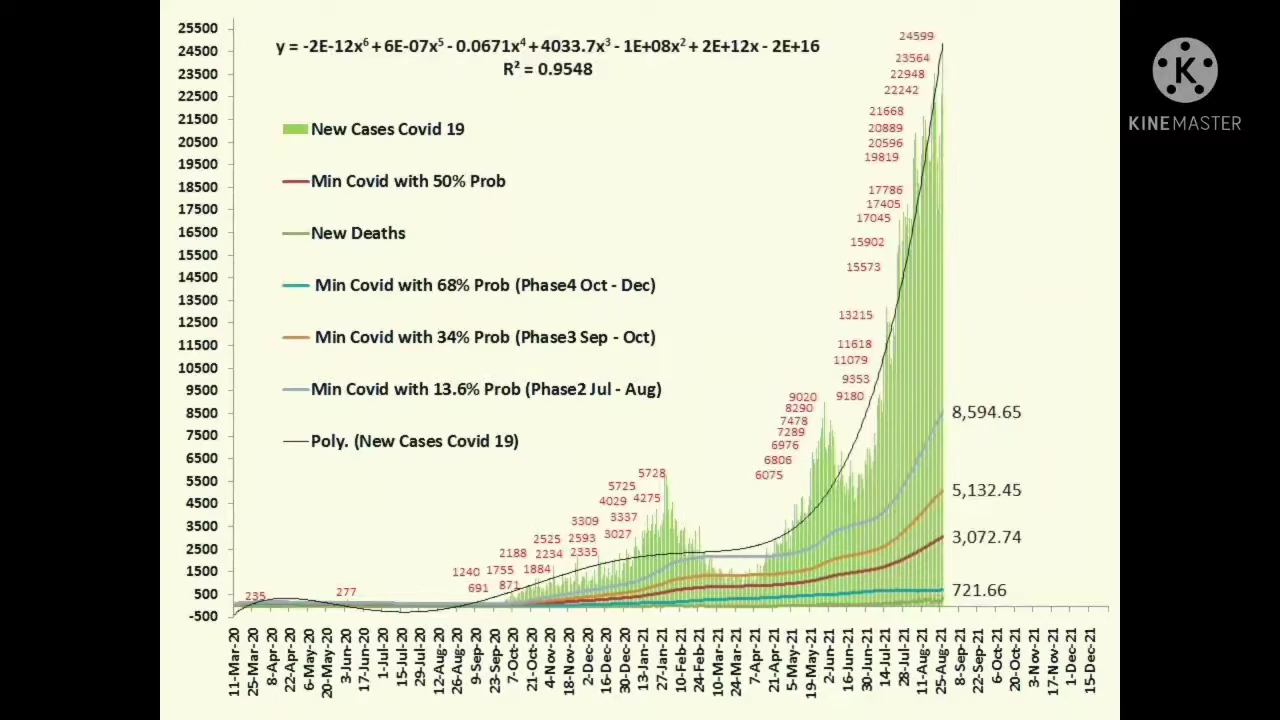 y = -2E-12x⁶ + 6E-07x⁵ - 0.0671x⁴ + 4033.7x³ - 1E+08x² + 2E+12x - 2E+16
R² = 0.9548
New Cases Covid 19
Min Covid with 50% Prob
New Deaths
Min Covid with 68% Prob (Phase4 Oct - Dec)
Min Covid with 34% Prob (Phase3 Sep - Oct)
Min Covid with 13.6% Prob (Phase2 Jul - Aug)
Poly. (New Cases Covid 19)
25500
24500
23500
22500
21500
20500
19500
18500
17500
16500
15500
14500
13500
12500
11500
10500
9500
8500
7500
6500
5500
4500
3500
2500
1500
500
-500
235
277
1240
691
1755
871
2188
1884
2525
2234
3309
2593
2335
5725
4029
3337
3027
5728
4275
9020
8290
7478
7289
6976
6806
6075
24599
23564
22948
22242
21668
20889
20596
19819
17786
17405
17045
15902
15573
13215
11618
11079
9353
9180
8,594.65
5,132.45
3,072.74
721.66
11-Mar-20
25-Mar-20
8-Apr-20
22-Apr-20
6-May-20
20-May-20
3-Jun-20
17-Jun-20
1-Jul-20
15-Jul-20
29-Jul-20
12-Aug-20
26-Aug-20
9-Sep-20
23-Sep-20
7-Oct-20
21-Oct-20
4-Nov-20
18-Nov-20
2-Dec-20
16-Dec-20
30-Dec-20
13-Jan-21
27-Jan-21
10-Feb-21
24-Feb-21
10-Mar-21
24-Mar-21
7-Apr-21
21-Apr-21
5-May-21
19-May-21
2-Jun-21
16-Jun-21
30-Jun-21
14-Jul-21
28-Jul-21
11-Aug-21
25-Aug-21
8-Sep-21
22-Sep-21
6-Oct-21
20-Oct-21
3-Nov-21
17-Nov-21
1-Dec-21
15-Dec-21
K
KINEMASTER